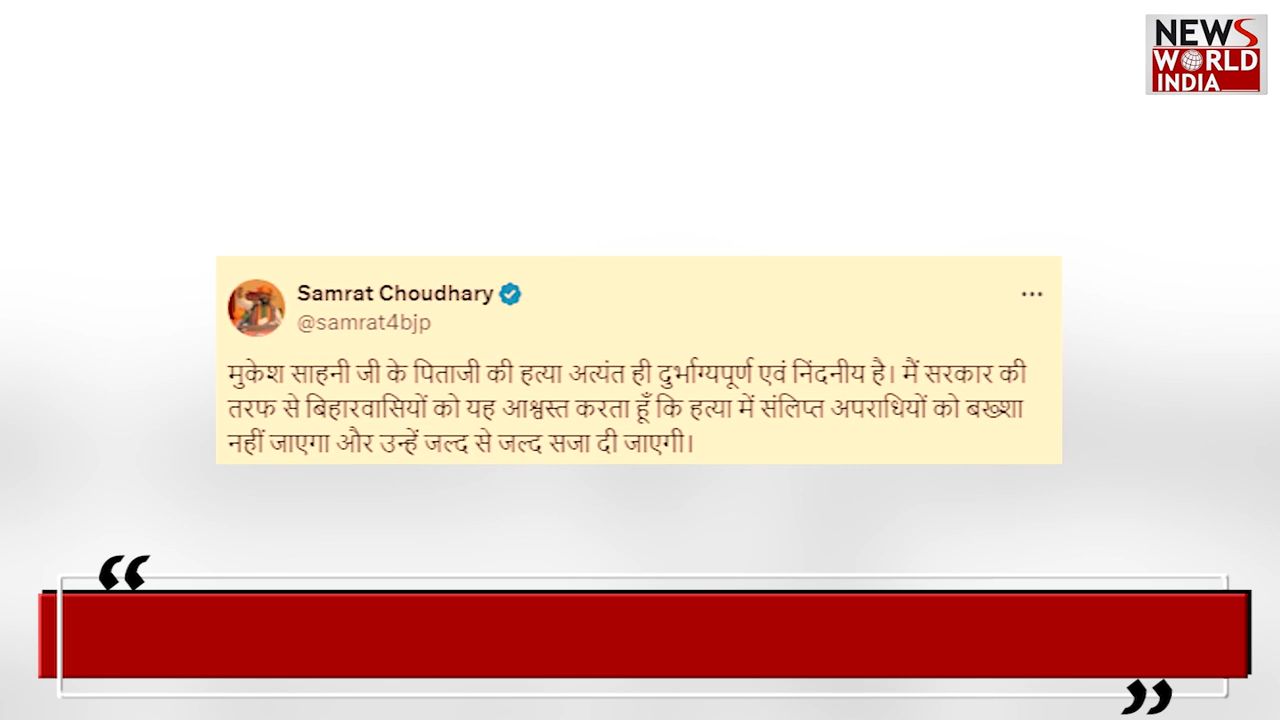 NEWS
WORLD
INDIA
Samrat Choudhary
@samrat4bjp
मुकेश साहनी जी के पिताजी की हत्या अत्यंत ही दुर्भाग्यपूर्ण एवं निंदनीय है। मैं सरकार की
तरफ से बिहारवासियों को यह आश्वस्त करता हूँ कि हत्या में संलिप्त अपराधियों को बख्शा
नहीं जाएगा और उन्हें जल्द से जल्द सजा दी जाएगी।